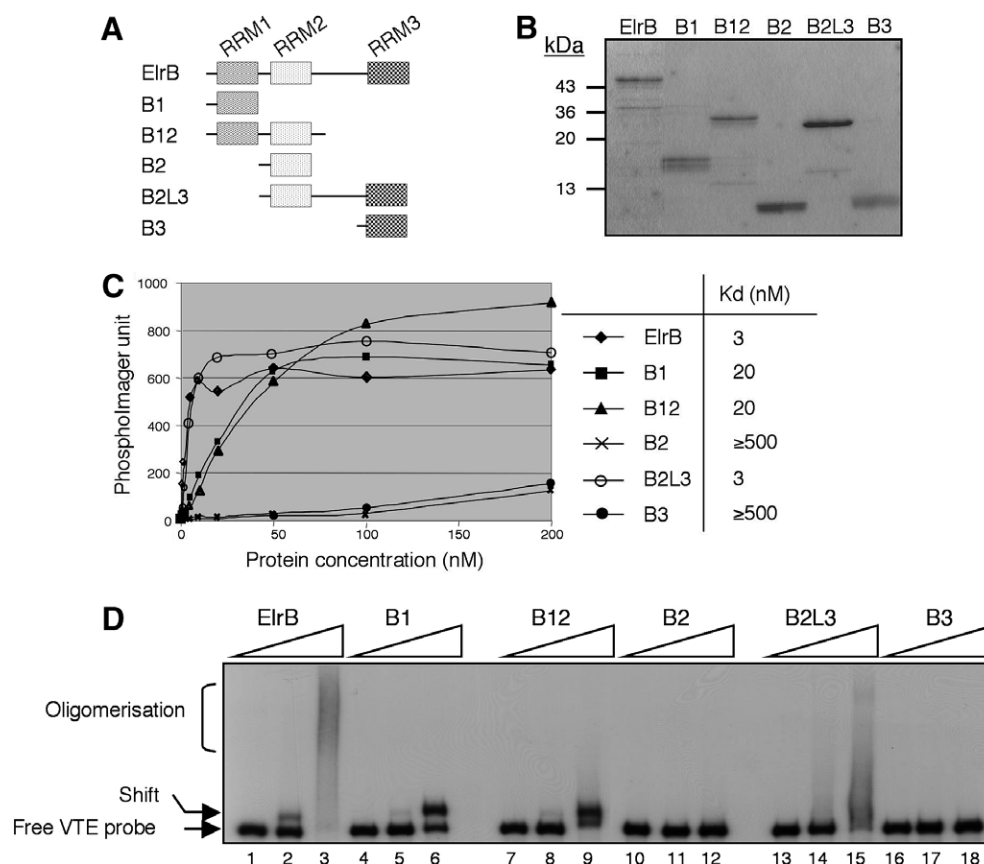 A
RRM1 RRM2 RRM3
ElrB
B1
B12
B2
B2L3
B3
B
kDa
ElrB B1 B12 B2 B2L3 B3
43
36
20
13
C
PhosphoImager unit
1000
800
600
400
200
0
0 50 100 150 200
Protein concentration (nM)
Kd (nM)
ElrB 3
B1 20
B12 20
B2 ≥500
B2L3 3
B3 ≥500
D
ElrB B1 B12 B2 B2L3 B3
Oligomerisation
Shift
Free VTE probe
1 2 3 4 5 6 7 8 9 10 11 12 13 14 15 16 17 18